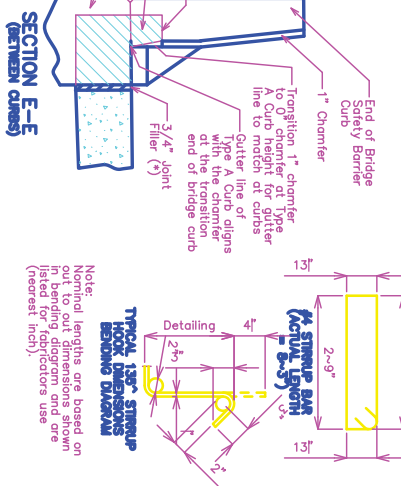 End of Bridge
Safety Barrier
Curb
1" Chamfer
Transition 1" chamfer
to 0" chamfer at Type
A Curb height for gutter
line to match at curbs
Gutter line of
Type A Curb aligns
with the chamfer
at the transition
end of bridge curb
3/4" Joint
Filler (*)
SECTION E-E
(BETWEEN CURBS)
13"
2~9"
13"
#4 STIRRUP BAR
(ACTUAL LENGTH
4"
Detailing
2"
TYPICAL 135° STIRRUP
HOOK DIMENSIONS
BENDING DIAGRAM
Note:
Nominal lengths are based on
out to out dimensions shown
in bending diagram and are
listed for fabricators use
(nearest inch).